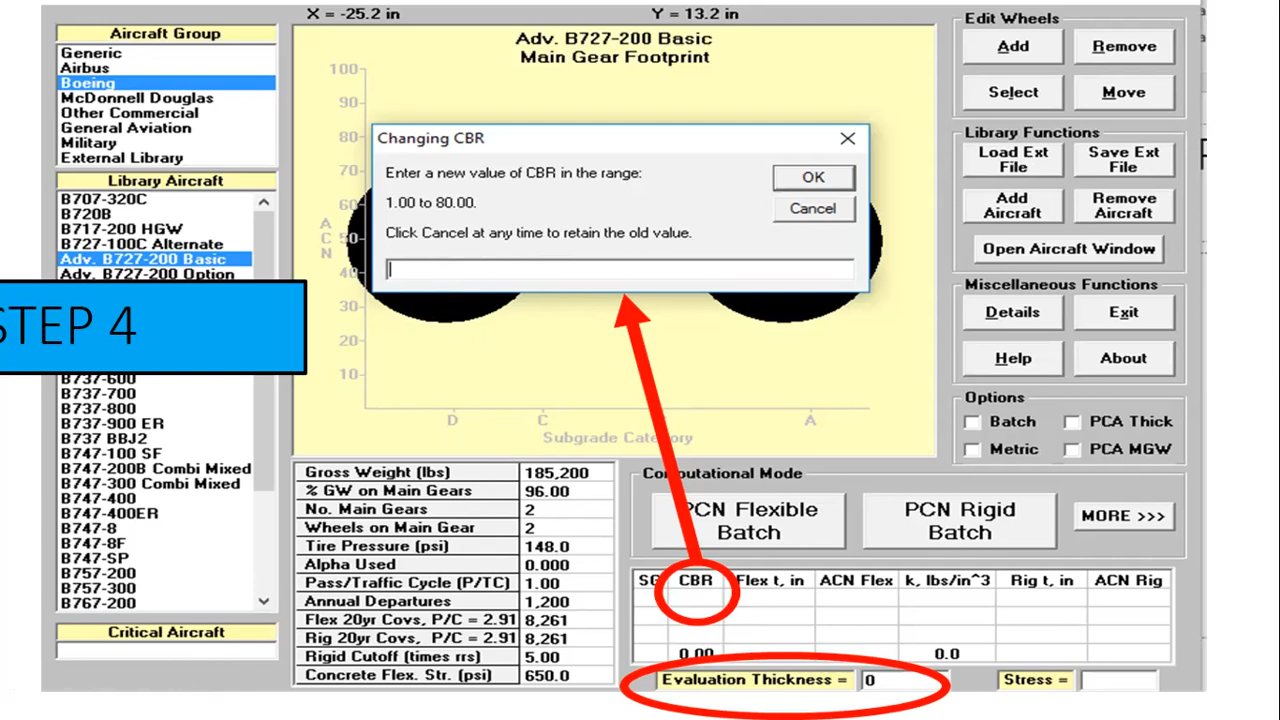 X = -25.2 in
Y = 13.2 in
Aircraft Group
Generic
Airbus
Boeing
McDonnell Douglas
Other Commercial
General Aviation
Military
External Library
Library Aircraft
B707-320C
B720B
B717-200 HGW
B727-100C Alternate
Adv. B727-200 Basic
Adv. B727-200 Option
STEP 4
B737-600
B737-700
B737-800
B737-900 ER
B737 BBJ2
B747-100 SF
B747-200B Combi Mixed
B747-300 Combi Mixed
B747-400
B747-400ER
B747-8
B747-8F
B747-SP
B757-200
B757-300
B767-200
Critical Aircraft
Adv. B727-200 Basic
Main Gear Footprint
100
90
80
70
60
50
40
30
20
10
A
C
N
D
C
A
Subgrade Category
Changing CBR
Enter a new value of CBR in the range:
1.00 to 80.00.
Click Cancel at any time to retain the old value.
OK
Cancel
Gross Weight (lbs) 185,200
% GW on Main Gears 96.00
No. Main Gears 2
Wheels on Main Gear 2
Tire Pressure (psi) 148.0
Alpha Used 0.000
Pass/Traffic Cycle (P/TC) 1.00
Annual Departures 1,200
Flex 20yr Covs, P/C = 2.91 8,261
Rig 20yr Covs, P/C = 2.91 8,261
Rigid Cutoff (times rrs) 5.00
Concrete Flex. Str. (psi) 650.0
Edit Wheels
Add Remove
Select Move
Library Functions
Load Ext File
Save Ext File
Add Aircraft
Remove Aircraft
Open Aircraft Window
Miscellaneous Functions
Details Exit
Help About
Options
Batch PCA Thick
Metric PCA MGW
Computational Mode
PCN Flexible Batch
PCN Rigid Batch
MORE >>>
SG CBR Flex t, in ACN Flex k, lbs/in^3 Rig t, in ACN Rig
0.00 0.0
Evaluation Thickness = 0
Stress =